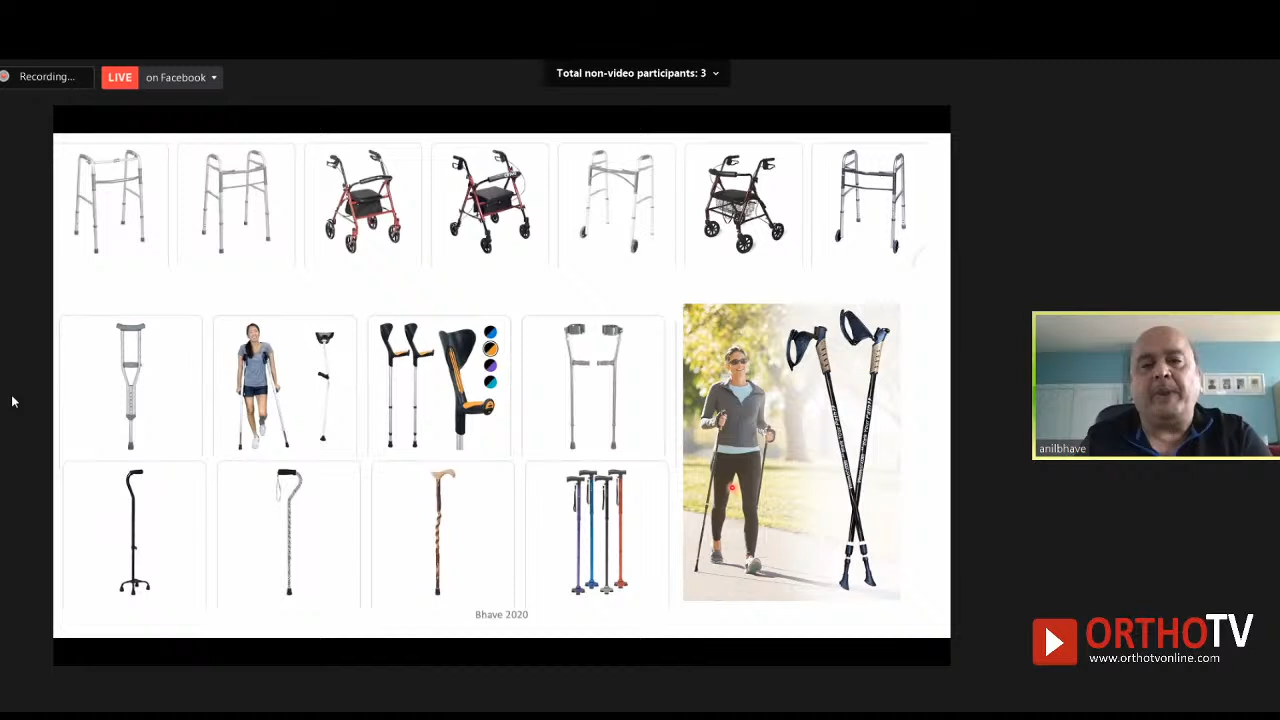 Recording...
LIVE on Facebook
Total non-video participants: 3
anilbhave
Bhave 2020
ORTHOTV
www.orthotvonline.com